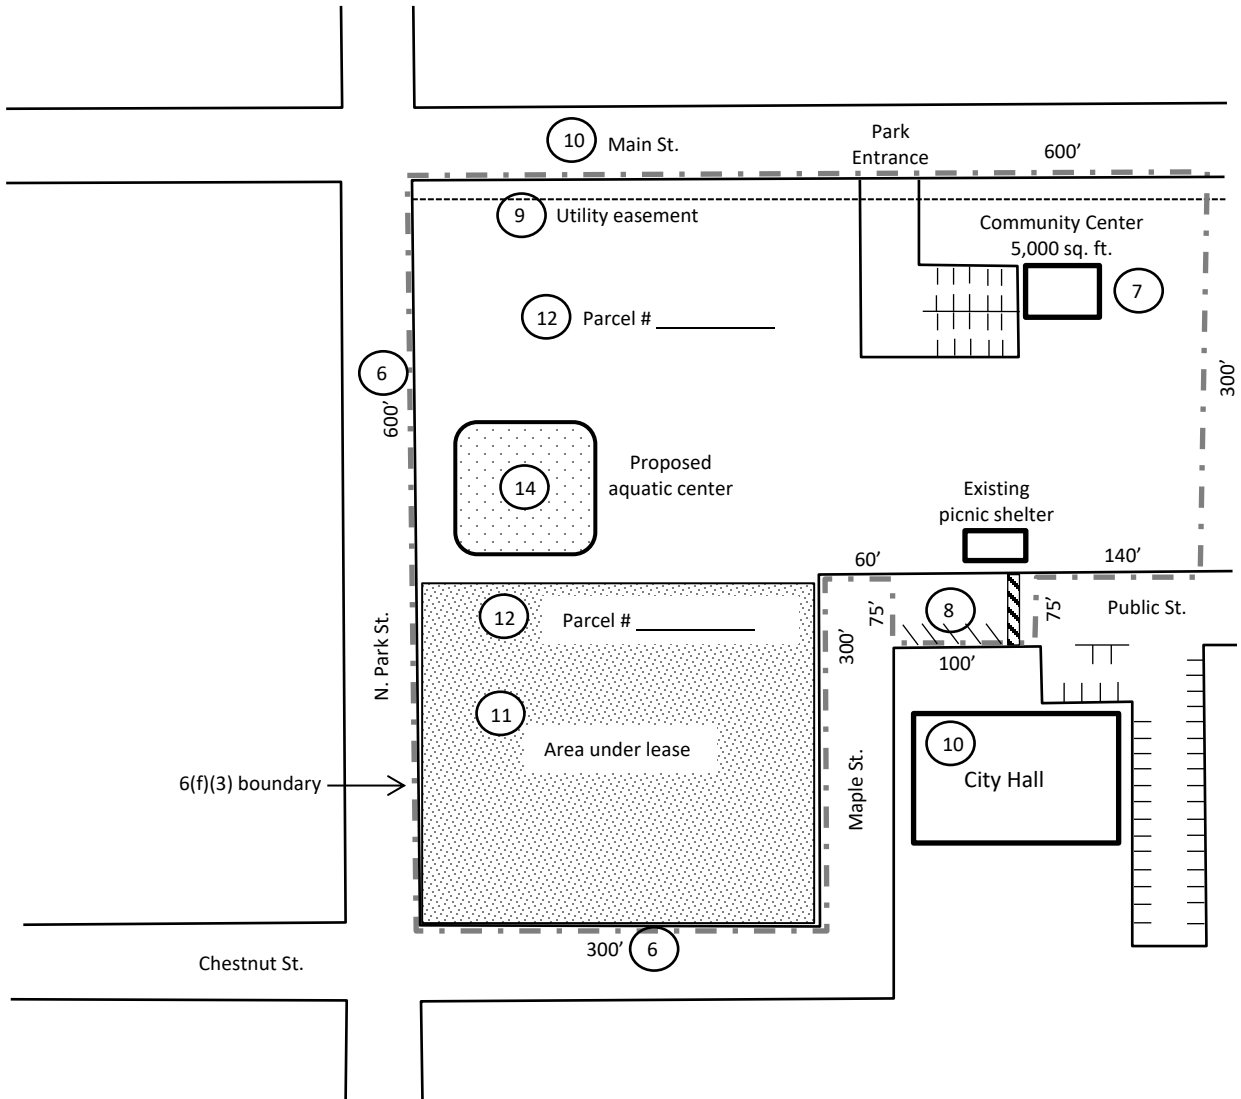 10 Main St.
Park
Entrance
600’
9 Utility easement
Community Center
5,000 sq. ft.
7
12 Parcel # ___________
6
600’
300’
14
Proposed
aquatic center
Existing
picnic shelter
60’
140’
12 Parcel # ___________
8
75’
75’
Public St.
300’
100’
N. Park St.
11
Area under lease
10
City Hall
Maple St.
6(f)(3) boundary
300’ 6
Chestnut St.